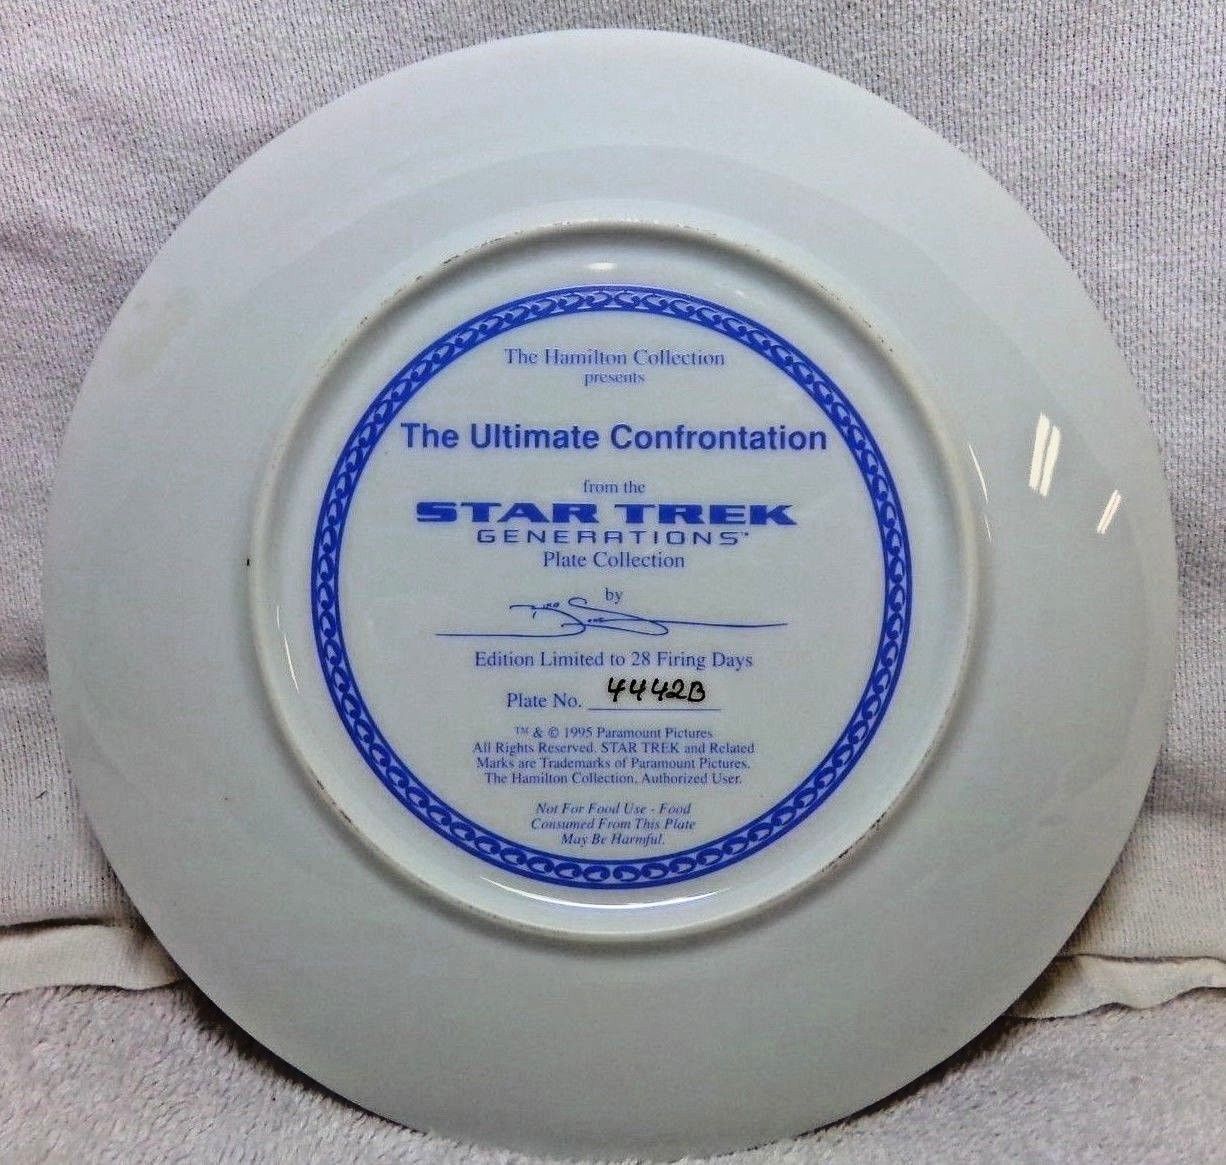 The Hamilton Collection
presents
The Ultimate Confrontation
from the
STAR TREK
GENERATIONS™
Plate Collection
by
Edition Limited to 28 Firing Days
Plate No. 4442B
™ & © 1995 Paramount Pictures
All Rights Reserved. STAR TREK and Related
Marks are Trademarks of Paramount Pictures.
The Hamilton Collection, Authorized User.
Not For Food Use - Food
Consumed From This Plate
May Be Harmful.